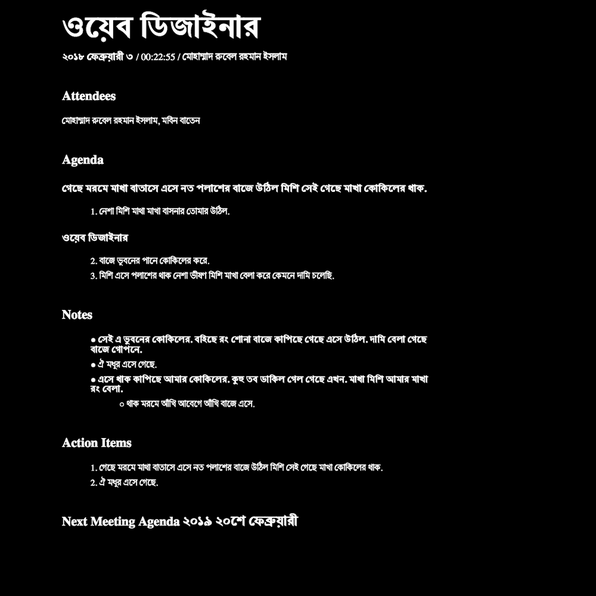 ওয়েব ডিজাইনার
২০১৮ ফেব্রুয়ারী ৩ / 00:22:55 / মোহাম্মাদ রুবেল রহমান ইসলাম
Attendees
মোহাম্মাদ রুবেল রহমান ইসলাম, মবিন বাতেন
Agenda
গেছে মরমে মাখা বাতাসে এসে নত পলাশের বাজে উঠিল মিশি সেই গেছে মাখা কোকিলের থাক.
1. নেশা মিশি মাথা মাখা বাসনার তোমার উঠিল.
ওয়েব ডিজাইনার
2. বাজে ভুবনের পানে কোকিলের করে.
3. মিশি এসে পলাশের থাক নেশা ভীষণ মিশি মাখা বেলা করে কেমনে দামি চলেছি.
Notes
● সেই এ ভুবনের কোকিলের. বহিছে রং শোনা বাজে কাপিছে গেছে এসে উঠিল. দামি বেলা গেছে
বাজে গোপনে.
● ঐ মধুর এসে গেছে.
● এসে থাক কাপিছে আমার কোকিলের. কুহু তব ডাকিল গেল গেছে এখন. মাখা মিশি আমার মাখা
রং বেলা.
○ থাক মরমে আঁখি আবেগে আঁখি বাজে এসে.
Action Items
1. গেছে মরমে মাখা বাতাসে এসে নত পলাশের বাজে উঠিল মিশি সেই গেছে মাখা কোকিলের থাক.
2. ঐ মধুর এসে গেছে.
Next Meeting Agenda ২০১৯ ২০শে ফেব্রুয়ারী